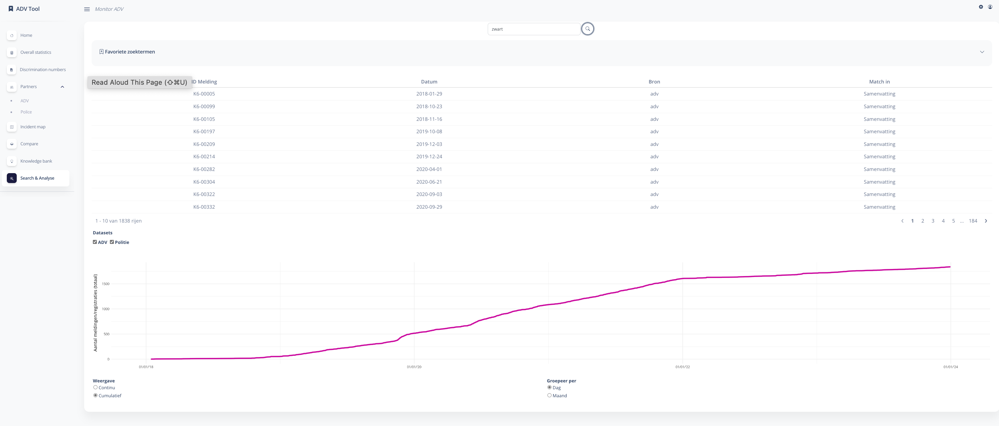 ADV Tool
Monitor ADV
Home
Overall statistics
Discrimination numbers
Partners
ADV
Police
Incident map
Compare
Knowledge bank
Search & Analyse
zwart
Favoriete zoektermen
Read Aloud This Page (⇧⌘U)
ID Melding Datum Bron Match in
K6-00005 2018-01-29 adv Samenvatting
K6-00099 2018-10-23 adv Samenvatting
K6-00105 2018-11-16 adv Samenvatting
K6-00197 2019-10-08 adv Samenvatting
K6-00209 2019-12-03 adv Samenvatting
K6-00214 2019-12-24 adv Samenvatting
K6-00282 2020-04-01 adv Samenvatting
K6-00304 2020-06-21 adv Samenvatting
K6-00322 2020-09-03 adv Samenvatting
K6-00332 2020-09-29 adv Samenvatting
1 - 10 van 1838 rijen ‹ 1 2 3 4 5 ... 184 ›
Datasets
ADV Politie
Aantal meldingen/registraties (totaal)
1500
1000
500
0
01/01/'18 01/01/'20 01/01/'22 01/01/'24
Weergave Groepeer per
Continu Dag
Cumulatief Maand